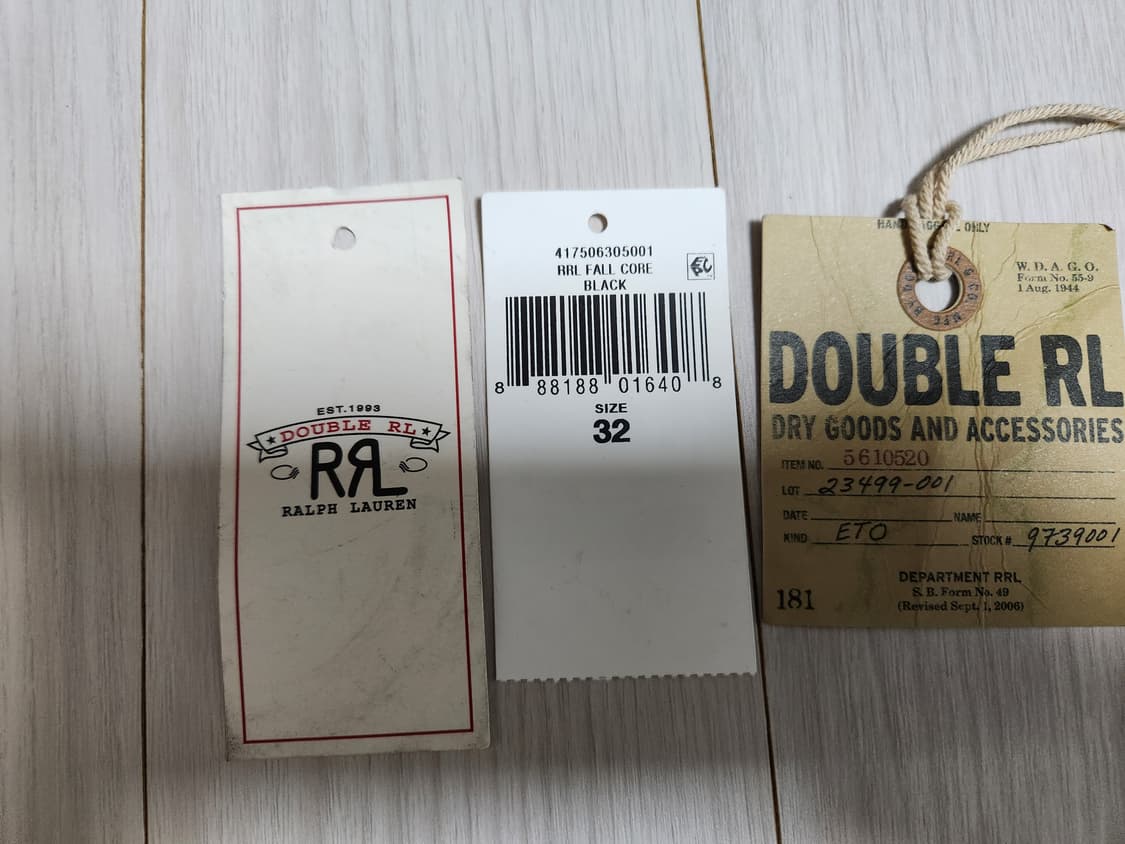 EST. 1993
DOUBLE RL
RRL
RALPH LAUREN
417506305001
RRL FALL CORE
BLACK
8 88188 01640 8
SIZE
32
ONLY
W. D. A. G. O.
Form No. 55-9
1 Aug. 1944
DOUBLE RL
DRY GOODS AND ACCESSORIES
ITEM NO. 5610520
LOT 23499-001
DATE NAME
KIND ETO STOCK # 9739001
DEPARTMENT RRL
S. B. Form No. 49
(Revised Sept. 1, 2006)
181